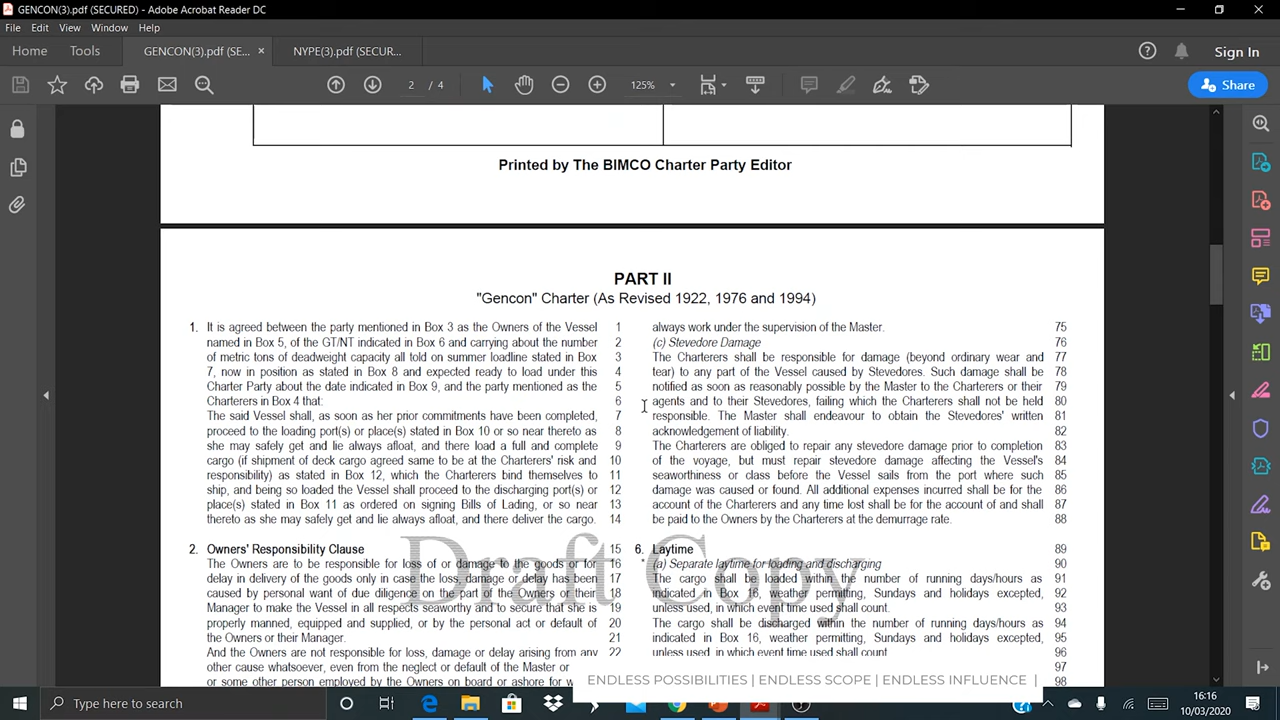 GENCON(3).pdf (SECURED) - Adobe Acrobat Reader DC
File Edit View Window Help
Home Tools GENCON(3).pdf (SE... × NYPE(3).pdf (SECUR... Sign In
2 / 4 125% Share
Printed by The BIMCO Charter Party Editor
PART II
"Gencon" Charter (As Revised 1922, 1976 and 1994)
1. It is agreed between the party mentioned in Box 3 as the Owners of the Vessel 1
named in Box 5, of the GT/NT indicated in Box 6 and carrying about the number 2
of metric tons of deadweight capacity all told on summer loadline stated in Box 3
7, now in position as stated in Box 8 and expected ready to load under this 4
Charter Party about the date indicated in Box 9, and the party mentioned as the 5
Charterers in Box 4 that: 6
The said Vessel shall, as soon as her prior commitments have been completed, 7
proceed to the loading port(s) or place(s) stated in Box 10 or so near thereto as 8
she may safely get and lie always afloat, and there load a full and complete 9
cargo (if shipment of deck cargo agreed same to be at the Charterers' risk and 10
responsibility) as stated in Box 12, which the Charterers bind themselves to 11
ship, and being so loaded the Vessel shall proceed to the discharging port(s) or 12
place(s) stated in Box 11 as ordered on signing Bills of Lading, or so near 13
thereto as she may safely get and lie always afloat, and there deliver the cargo. 14
2. Owners' Responsibility Clause 15
The Owners are to be responsible for loss of or damage to the goods or for 16
delay in delivery of the goods only in case the loss, damage or delay has been 17
caused by personal want of due diligence on the part of the Owners or their 18
Manager to make the Vessel in all respects seaworthy and to secure that she is 19
properly manned, equipped and supplied, or by the personal act or default of 20
the Owners or their Manager. 21
And the Owners are not responsible for loss, damage or delay arising from any 22
other cause whatsoever, even from the neglect or default of the Master or
or some other person employed by the Owners on board or ashore for
always work under the supervision of the Master. 75
(c) Stevedore Damage 76
The Charterers shall be responsible for damage (beyond ordinary wear and 77
tear) to any part of the Vessel caused by Stevedores. Such damage shall be 78
notified as soon as reasonably possible by the Master to the Charterers or their 79
agents and to their Stevedores, failing which the Charterers shall not be held 80
responsible. The Master shall endeavour to obtain the Stevedores' written 81
acknowledgement of liability. 82
The Charterers are obliged to repair any stevedore damage prior to completion 83
of the voyage, but must repair stevedore damage affecting the Vessel's 84
seaworthiness or class before the Vessel sails from the port where such 85
damage was caused or found. All additional expenses incurred shall be for the 86
account of the Charterers and any time lost shall be for the account of and shall 87
be paid to the Owners by the Charterers at the demurrage rate. 88
6. Laytime 89
(a) Separate laytime for loading and discharging 90
The cargo shall be loaded within the number of running days/hours as 91
indicated in Box 16, weather permitting, Sundays and holidays excepted, 92
unless used, in which event time used shall count. 93
The cargo shall be discharged within the number of running days/hours as 94
indicated in Box 16, weather permitting, Sundays and holidays excepted, 95
unless used, in which event time used shall count 96
97
98
Draft Copy
ENDLESS POSSIBILITIES | ENDLESS SCOPE | ENDLESS INFLUENCE |
Type here to search
16:16
10/03/2020